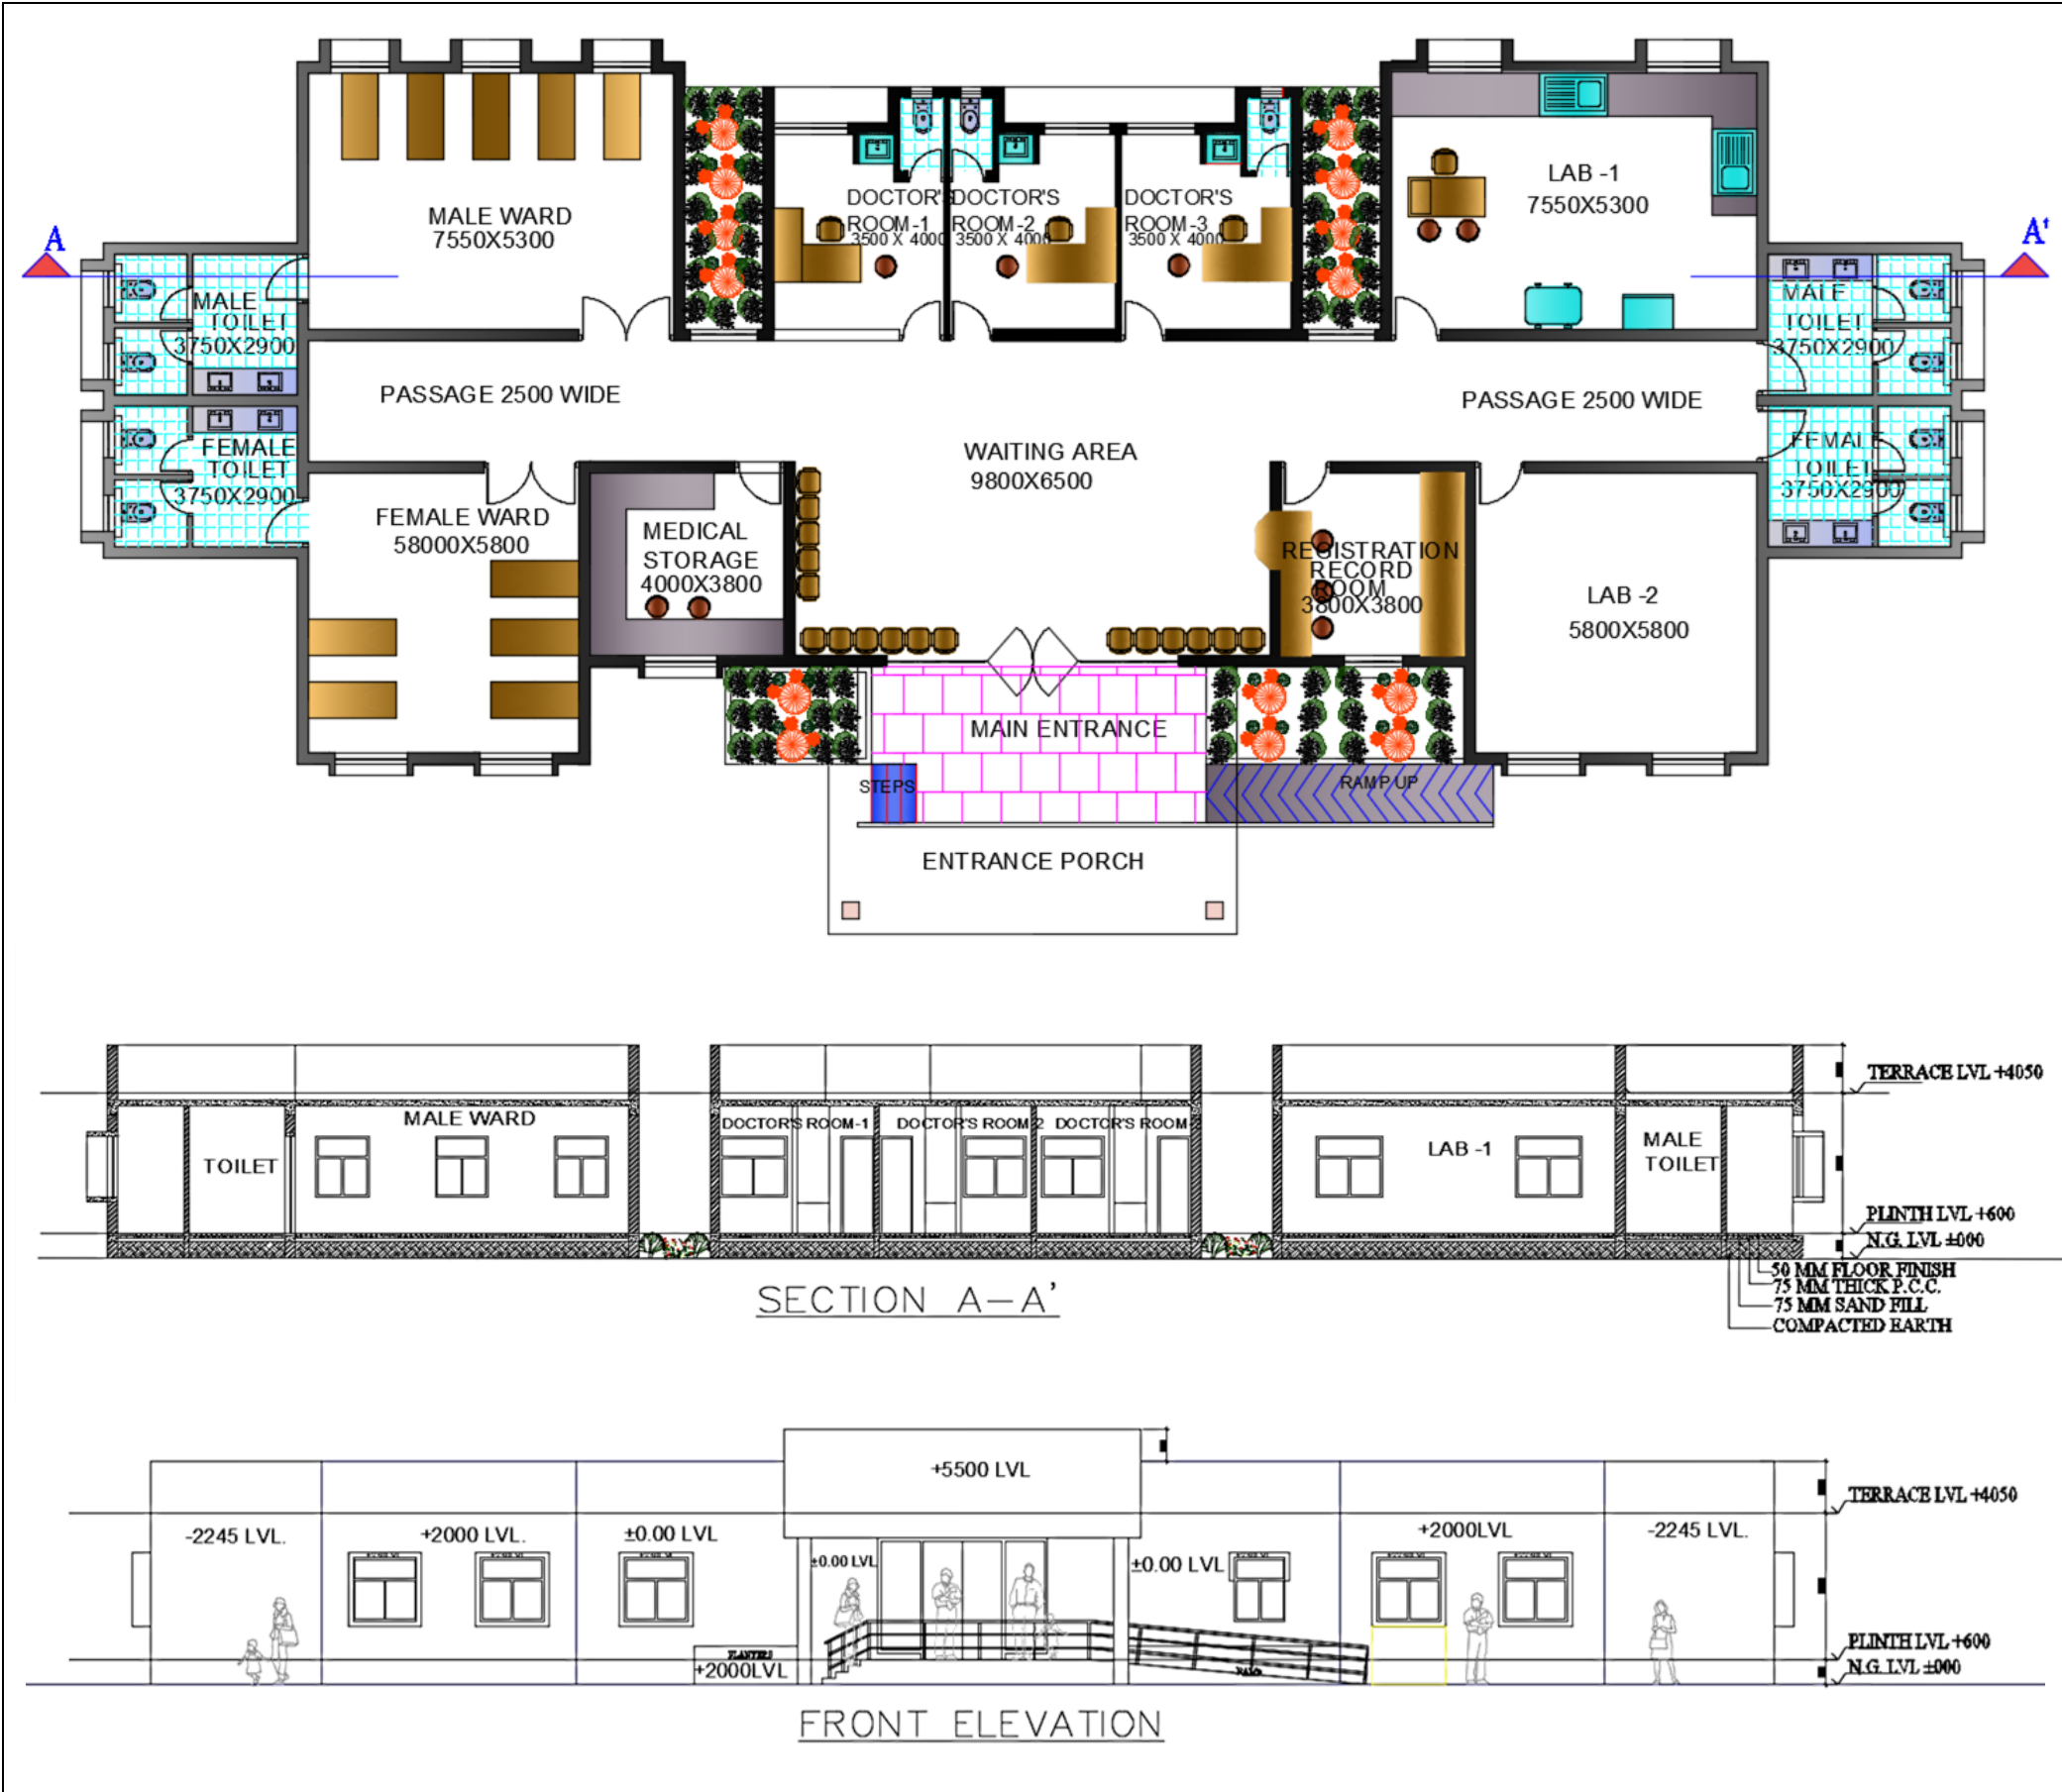 DOCTOR'S
DOCTOR'S
DOCTOR'S
ROOM-1
ROOM-2
ROOM-3
3500 X 4000
3500 X 4000
3500 X 4000
LAB -1
7550X5300
MALE WARD
7550X5300
A
A'
MALE
TOILET
3750X2900
MALE
TOILET
3750X2900
PASSAGE 2500 WIDE
PASSAGE 2500 WIDE
FEMALE
TOILET
3750X2900
WAITING AREA
9800X6500
FEMALE
TOILET
3750X2900
FEMALE WARD
58000X5800
MEDICAL
STORAGE
4000X3800
REGISTRATION
RECORD
ROOM
3800X3800
LAB -2
5800X5800
MAIN ENTRANCE
STEPS
RAMP UP
ENTRANCE PORCH
TERRACE LVL +4050
MALE WARD
DOCTOR'S ROOM-1
DOCTOR'S ROOM-2
DOCTOR'S ROOM-
TOILET
LAB -1
MALE
TOILET
PLINTH LVL +600
N.G. LVL ±000
50 MM FLOOR FINISH
75 MM THICK P.C.C.
75 MM SAND FILL
COMPACTED EARTH
SECTION A-A'
+5500 LVL
TERRACE LVL +4050
-2245 LVL.
+2000 LVL.
±0.00 LVL
±0.00 LVL
±0.00 LVL
+2000LVL
-2245 LVL.
PLANTERS
+2000LVL
RAMP
PLINTH LVL +600
N.G. LVL ±000
FRONT ELEVATION